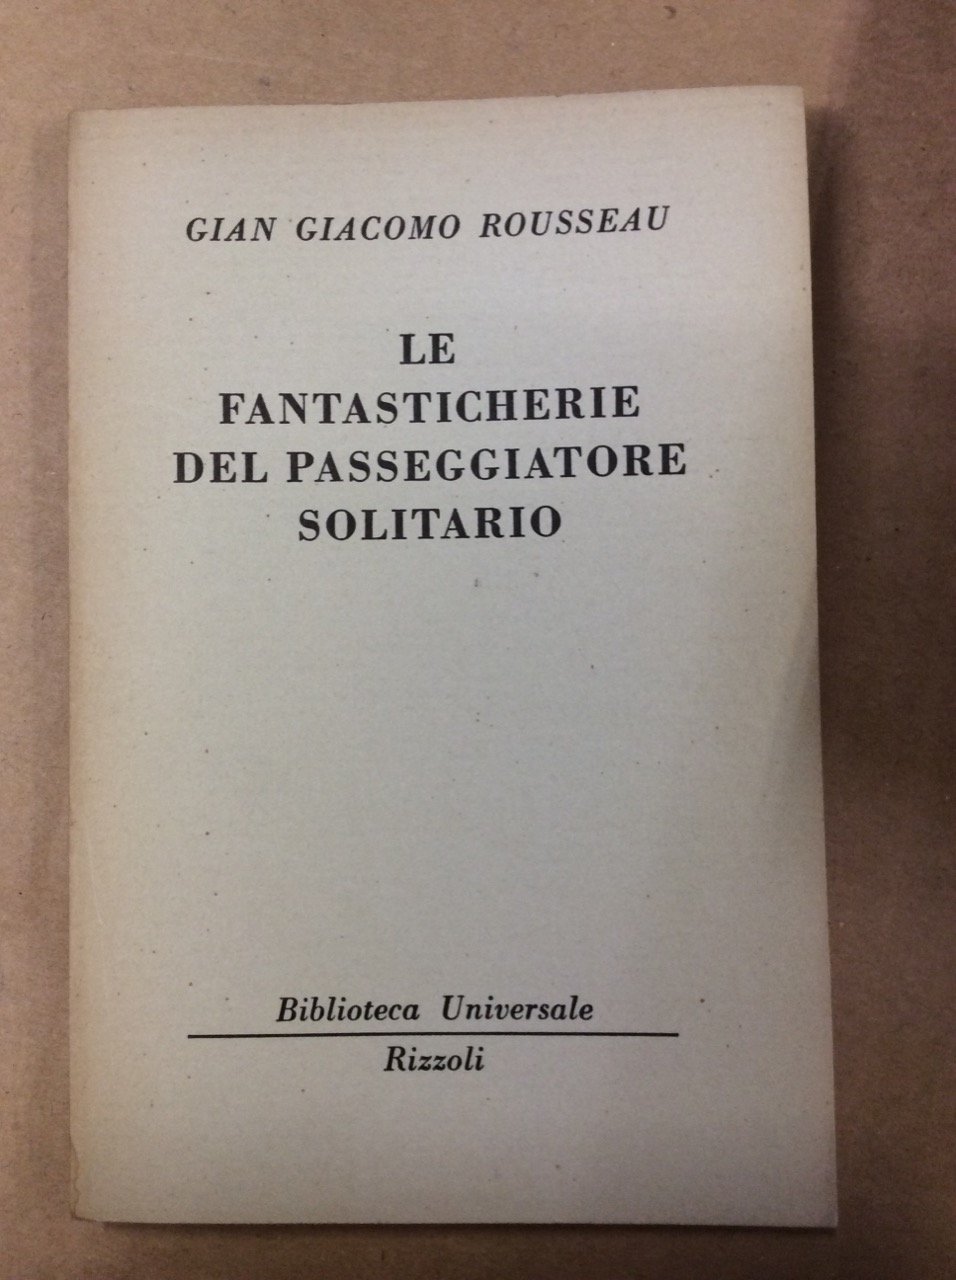 GIAN GIACOMO ROUSSEAU
LE
FANTASTICHERIE
DEL PASSEGGIATORE
SOLITARIO
Biblioteca Universale
Rizzoli